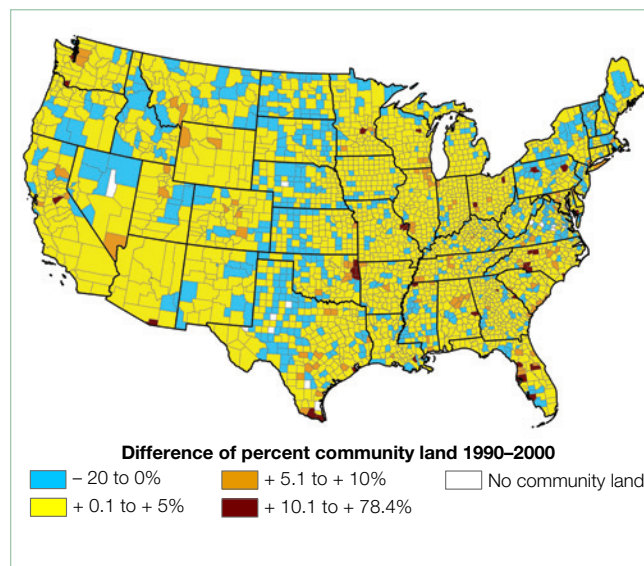 Difference of percent community land 1990–2000
– 20 to 0%
+ 5.1 to + 10%
No community land
+ 0.1 to + 5%
+ 10.1 to + 78.4%